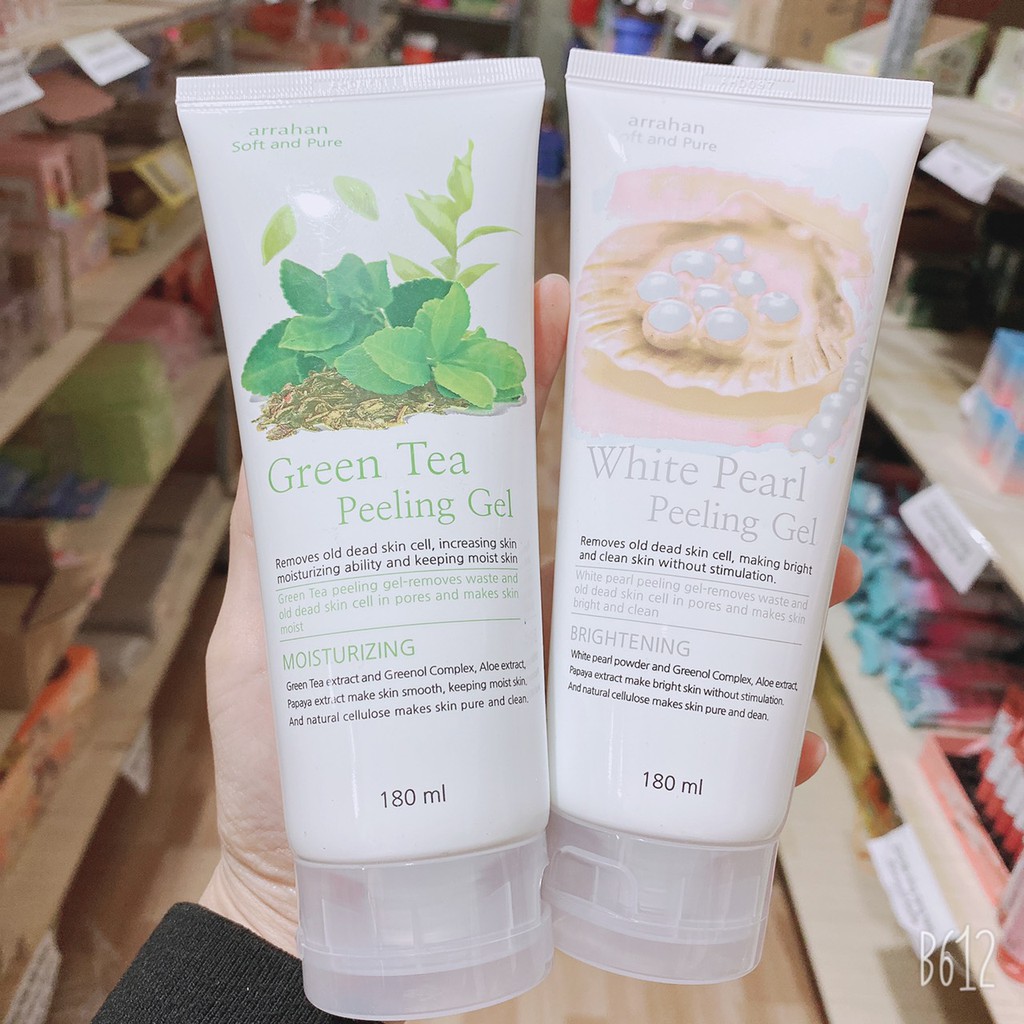 arrahan
Soft and Pure
Green Tea
Peeling Gel
Removes old dead skin cell, increasing skin
moisturizing ability and keeping moist skin
Green Tea peeling gel-removes waste and
old dead skin cell in pores and makes skin
moist
MOISTURIZING
Green Tea extract and Greenol Complex, Aloe extract,
Papaya extract make skin smooth, keeping moist skin.
And natural cellulose makes skin pure and clean.
180 ml
arrahan
Soft and Pure
White Pearl
Peeling Gel
Removes old dead skin cell, making bright
and clean skin without stimulation.
White pearl peeling gel-removes waste and
old dead skin cell in pores and makes skin
bright and clean
BRIGHTENING
White pearl powder and Greenol Complex, Aloe extract,
Papaya extract make bright skin without stimulation.
And natural cellulose makes skin pure and clean.
180 ml
B612